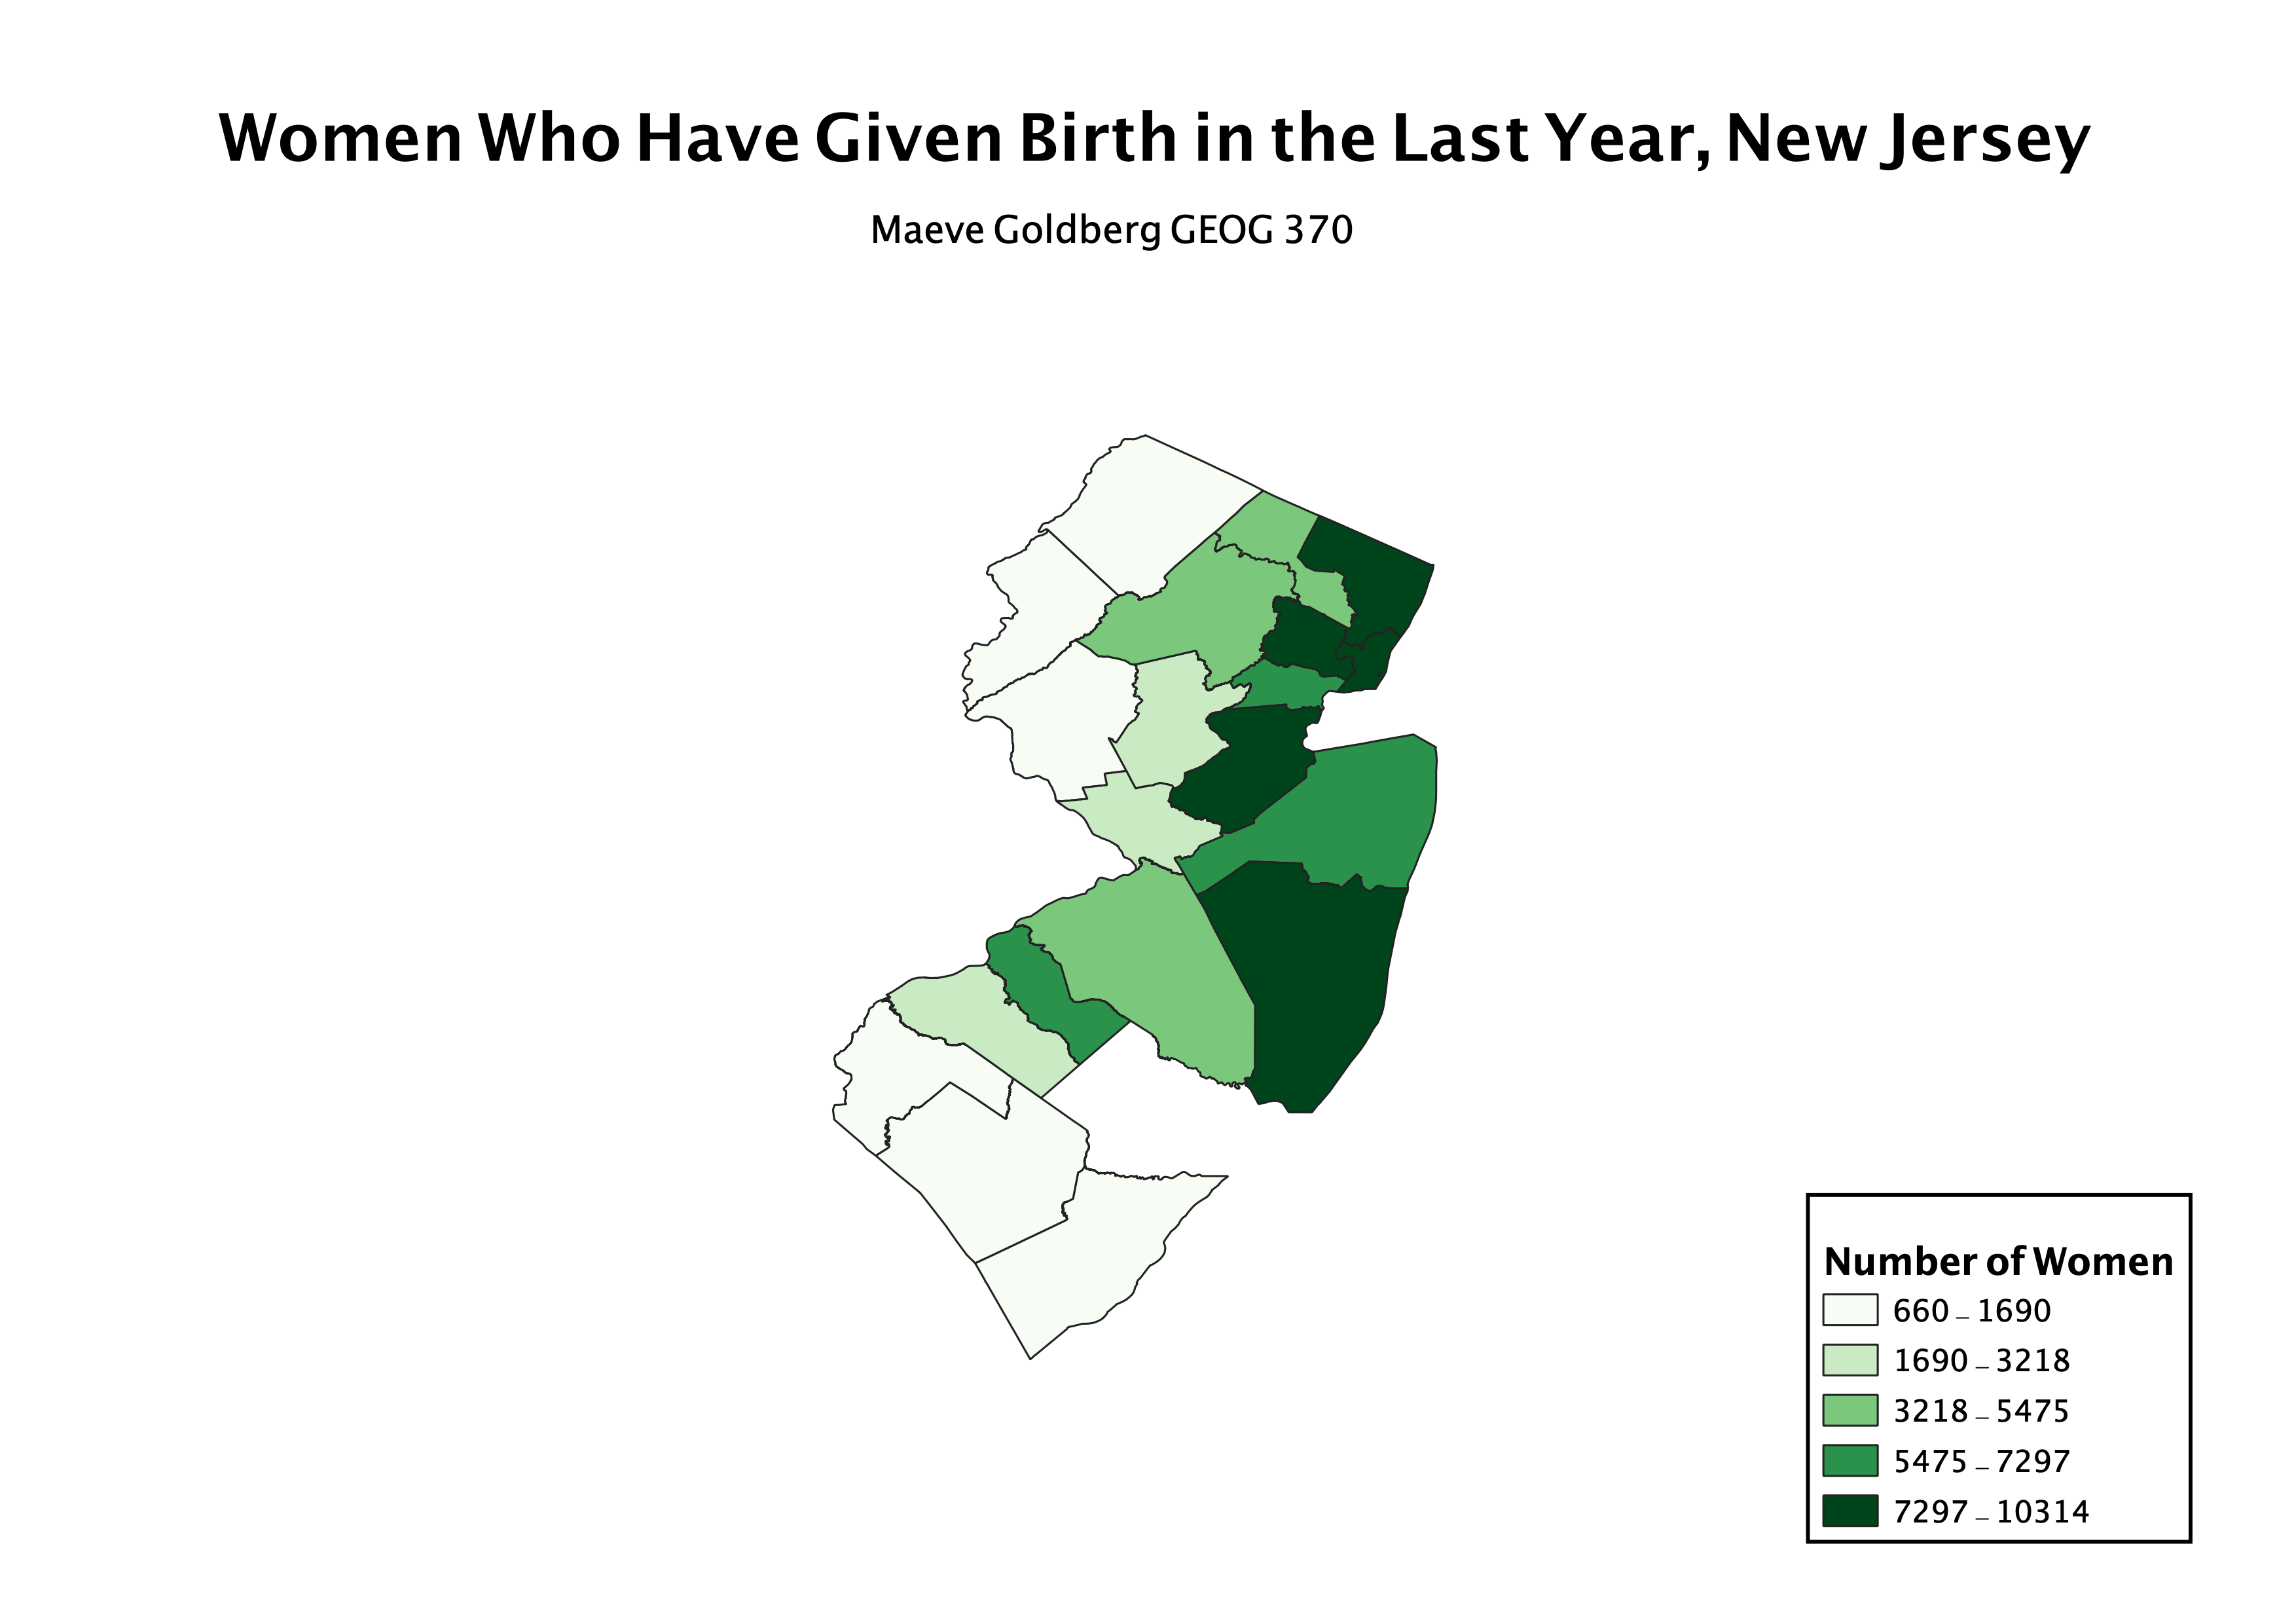 Women Who Have Given Birth in the Last Year, New Jersey
Maeve Goldberg GEOG 370
Number of Women
660 – 1690
1690 – 3218
3218 – 5475
5475 – 7297
7297 – 10314